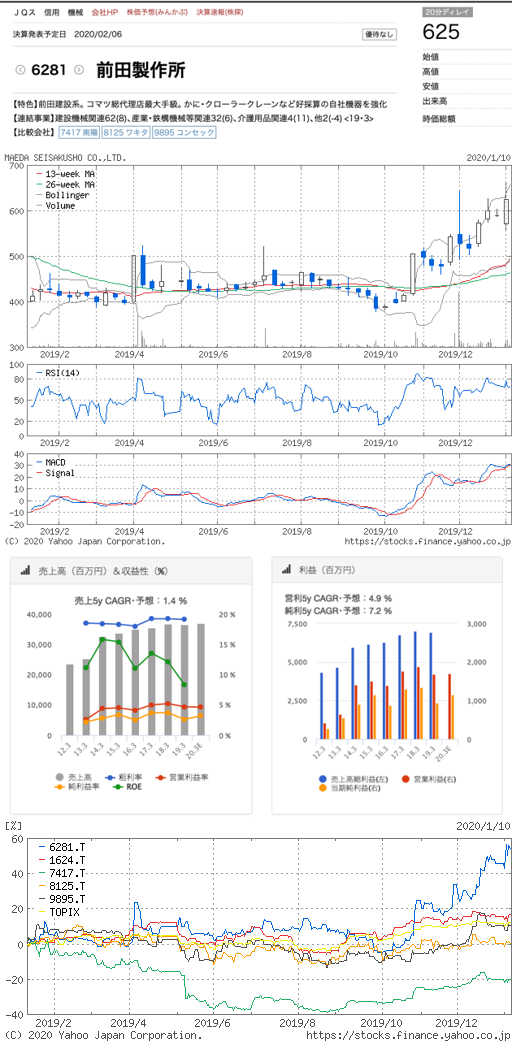 ＪＱＳ 信用 機械 会社HP 株価予想(みんかぶ) 決算速報(株探)
20分ディレイ
625
決算発表予定日 2020/02/06
優待なし
始値
高値
安値
出来高
時価総額
6281 前田製作所
【特色】前田建設系。コマツ総代理店最大手級。かに・クローラークレーンなど好採算の自社機器を強化
【連結事業】建設機械関連62(8)、産業・鉄構機械等関連32(6)、介護用品関連4(11)、他2(-4) <19・3>
【比較会社】 7417 南陽 8125 ワキタ 9895 コンセック
MAEDA SEISAKUSHO CO.,LTD. 2020/1/10
700
600
500
400
300
13-week MA
26-week MA
Bollinger
Volume
2019/2 2019/4 2019/6 2019/8 2019/10 2019/12
100
80
50
20
0
RSI(14)
2019/2 2019/4 2019/6 2019/8 2019/10 2019/12
40
30
20
10
0
-10
-20
MACD
Signal
2019/2 2019/4 2019/6 2019/8 2019/10 2019/12
(C) 2020 Yahoo Japan Corporation. https://stocks.finance.yahoo.co.jp
売上高（百万円）＆収益性（%）
売上5y CAGR・予想：1.4 %
40,000
30,000
20,000
10,000
0
20 %
15 %
10 %
5 %
0 %
12.3 13.3 14.3 15.3 16.3 17.3 18.3 19.3 20.3E
売上高 粗利率 営業利益率
純利益率 ROE
利益（百万円）
営利5y CAGR・予想：4.9 %
純利5y CAGR・予想：7.2 %
7,500
5,000
2,500
0
3,000
2,000
1,000
0
12.3 13.3 14.3 15.3 16.3 17.3 18.3 19.3 20.3E
売上高総利益(左) 営業利益(右)
当期純利益(右)
[%] 2020/1/10
60
40
20
0
-20
-40
6281.T
1624.T
7417.T
8125.T
9895.T
TOPIX
2019/2 2019/4 2019/6 2019/8 2019/10 2019/12
(C) 2020 Yahoo Japan Corporation. https://stocks.finance.yahoo.co.jp